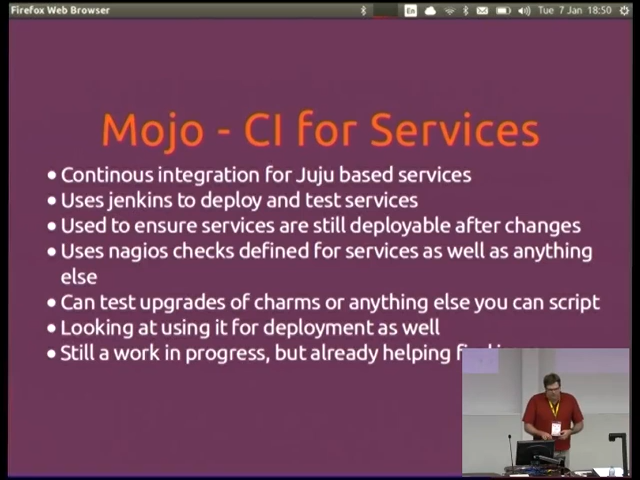 Firefox Web Browser
En
Tue 7 Jan 18:50
Mojo - CI for Services
• Continous integration for Juju based services
• Uses jenkins to deploy and test services
• Used to ensure services are still deployable after changes
• Uses nagios checks defined for services as well as anything
else
• Can test upgrades of charms or anything else you can script
• Looking at using it for deployment as well
• Still a work in progress, but already helping